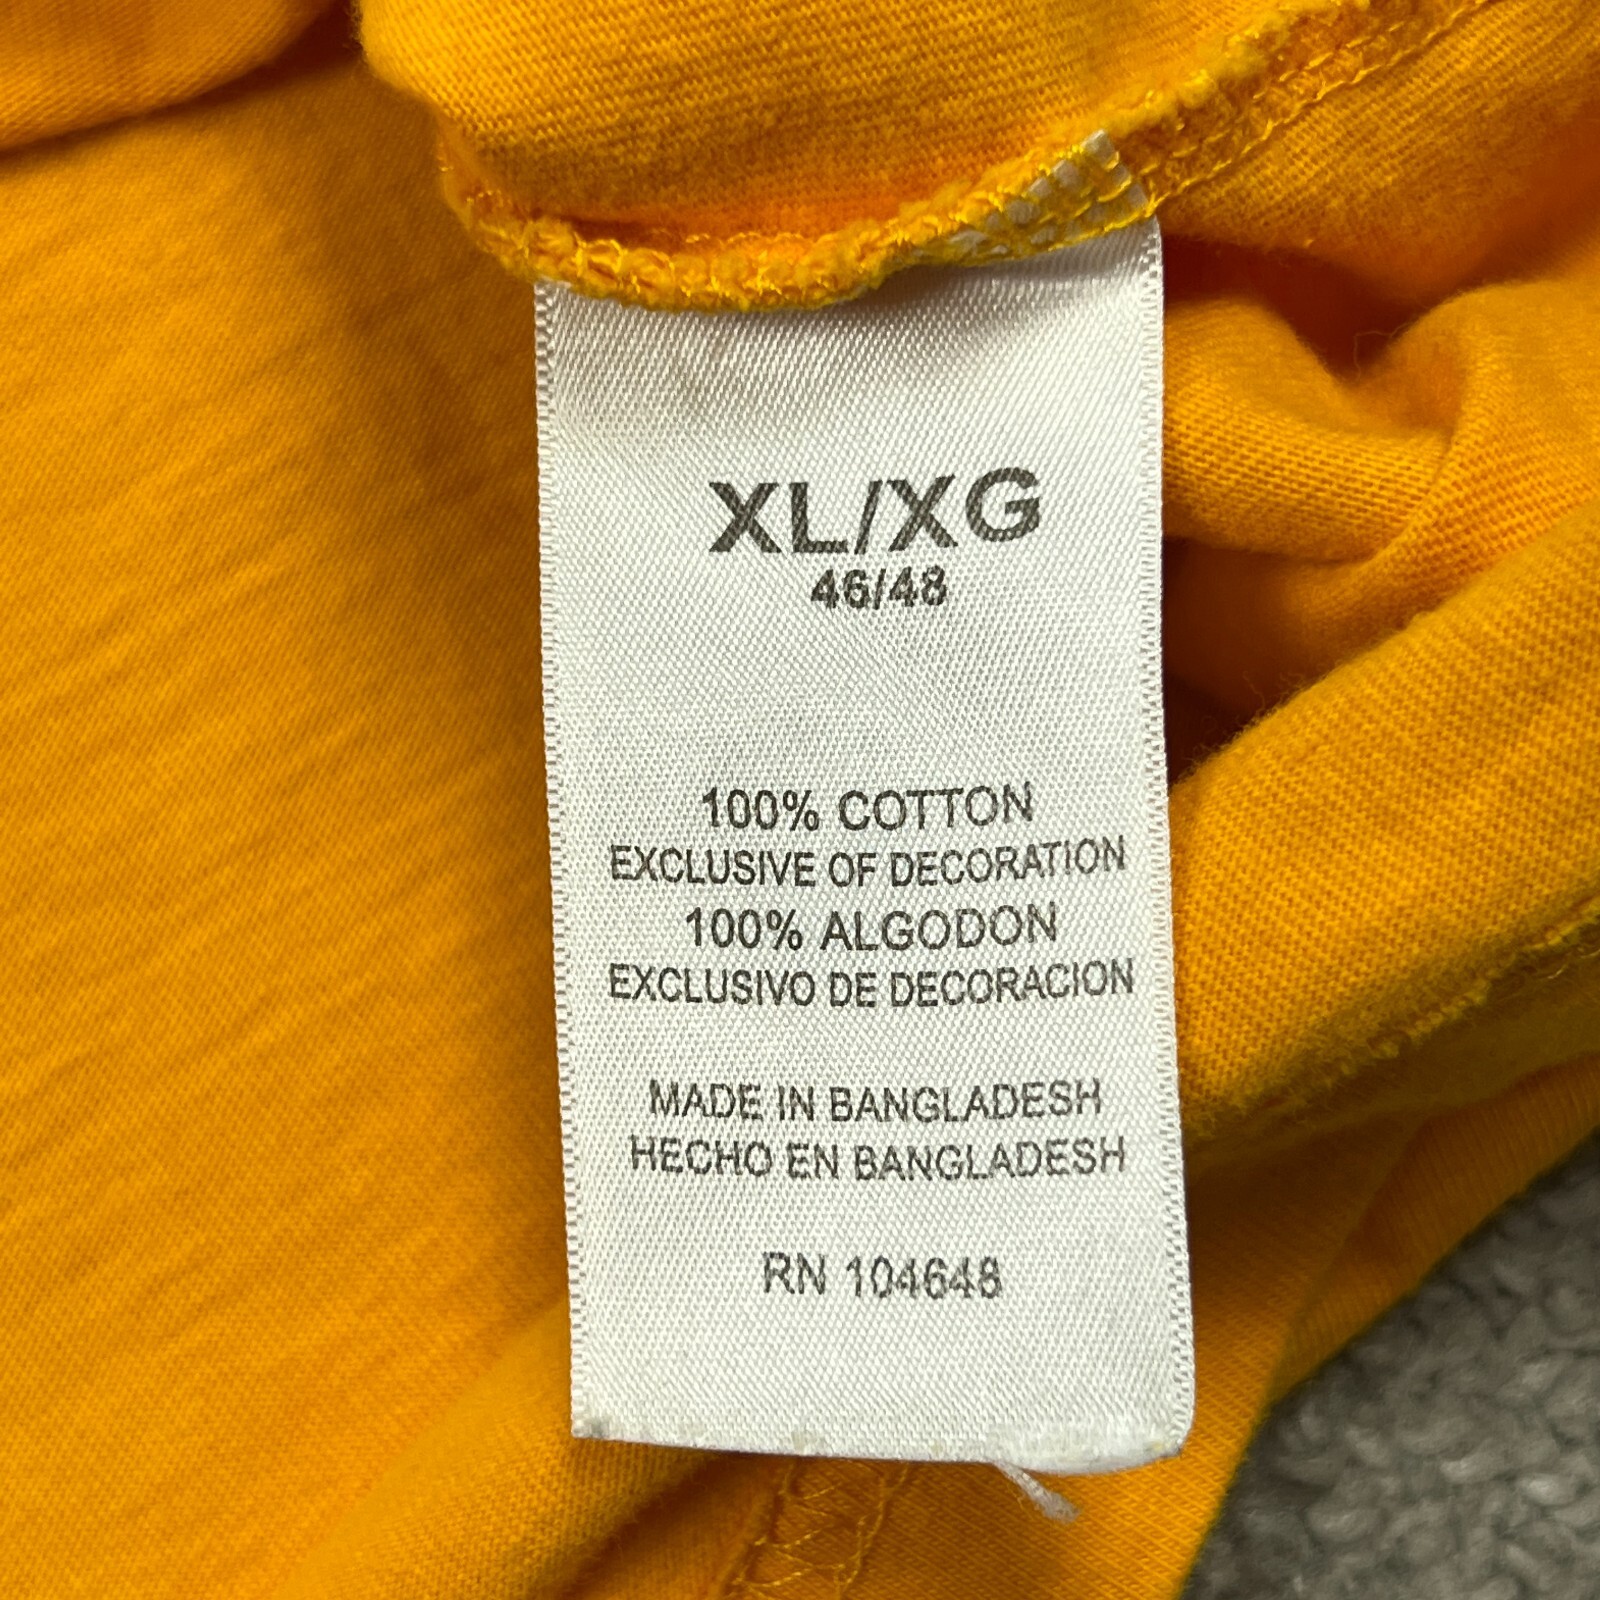 XL/XG
46/48
100% COTTON
EXCLUSIVE OF DECORATION
100% ALGODON
EXCLUSIVO DE DECORACION
MADE IN BANGLADESH
HECHO EN BANGLADESH
RN 104648